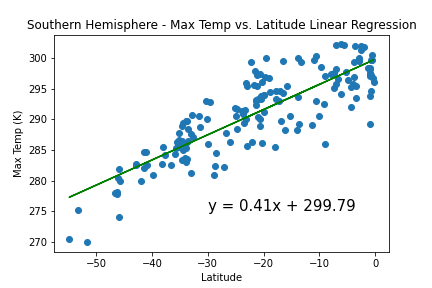 Southern Hemisphere - Max Temp vs. Latitude Linear Regression
300
295
290
285
280
275
270
Max Temp (K)
y = 0.41x + 299.79
−50 −40 −30 −20 −10 0
Latitude